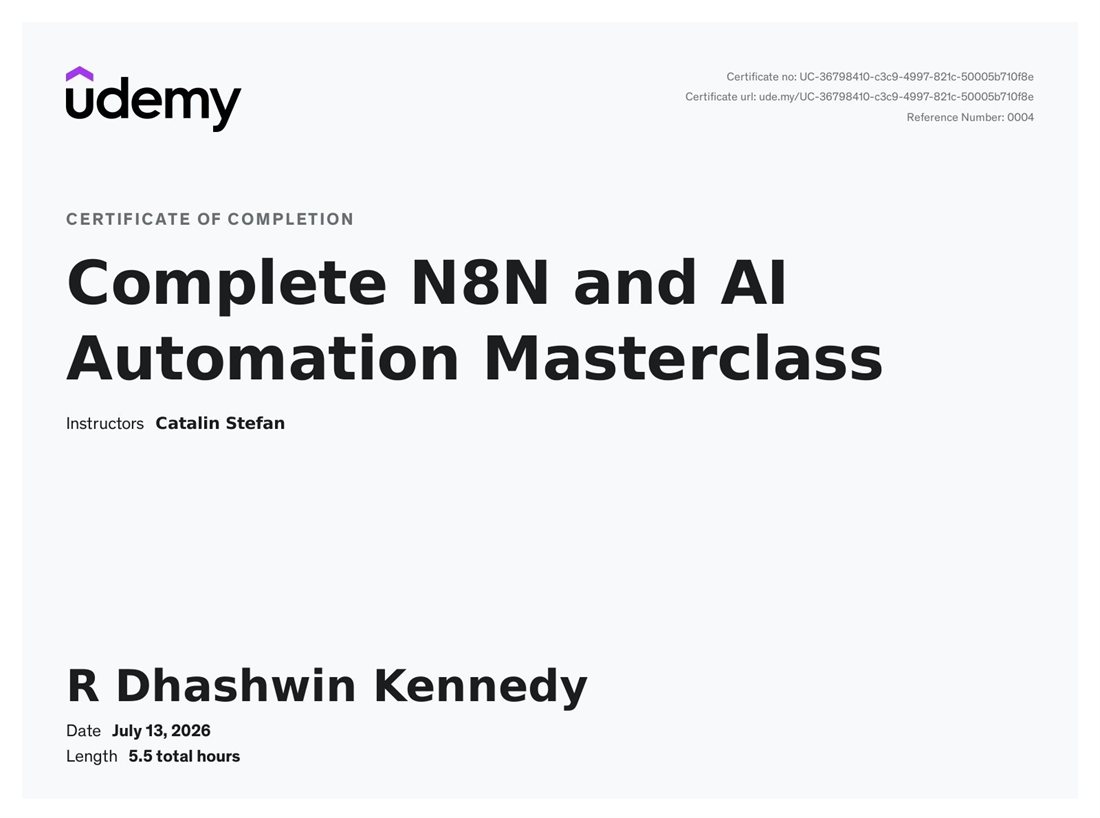 udemy
Certificate no: UC-36798410-c3c9-4997-821c-50005b710f8e
Certificate url: ude.my/UC-36798410-c3c9-4997-821c-50005b710f8e
Reference Number: 0004
CERTIFICATE OF COMPLETION
Complete N8N and AI
Automation Masterclass
Instructors Catalin Stefan
R Dhashwin Kennedy
Date July 13, 2026
Length 5.5 total hours